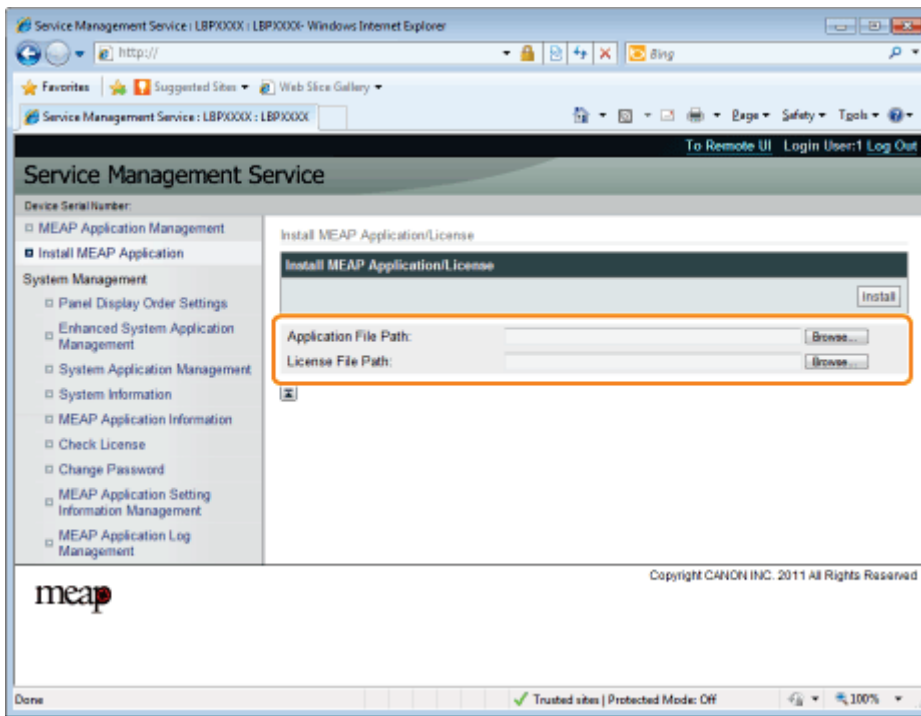 Service Management Service : LBPXXXX : LBPXXXX- Windows Internet Explorer
http://
Bing
Favorites Suggested Sites Web Slice Gallery
Service Management Service : LBPXXXX : LBPXXXX
Page Safety Tools
To Remote UI Login User:1 Log Out
Service Management Service
Device Serial Number:
MEAP Application Management
Install MEAP Application
System Management
Panel Display Order Settings
Enhanced System Application
Management
System Application Management
System Information
MEAP Application Information
Check License
Change Password
MEAP Application Setting
Information Management
MEAP Application Log
Management
Install MEAP Application/License
Install MEAP Application/License
Install
Application File Path:
Browse...
License File Path:
Browse...
Copyright CANON INC. 2011 All Rights Reserved
meap
Done
Trusted sites | Protected Mode: Off
100%